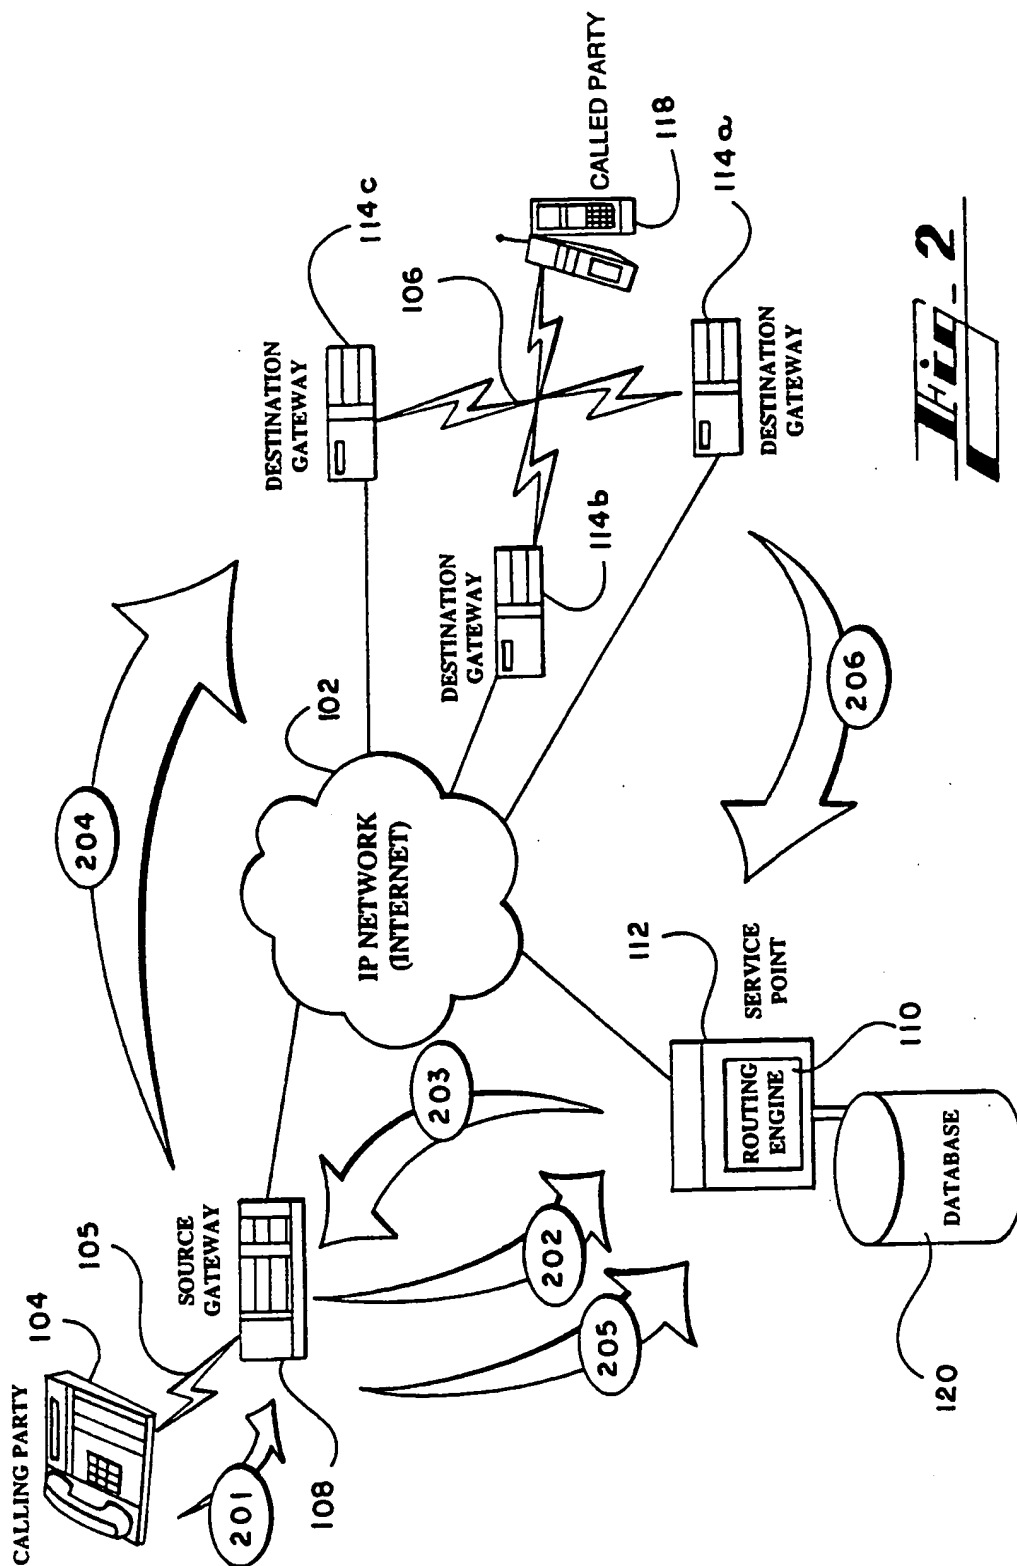 CALLING PARTY
104
105
SOURCE
GATEWAY
201
108
202
205
203
204
IP NETWORK
(INTERNET)
102
DESTINATION
GATEWAY
114c
106
DESTINATION
GATEWAY
114b
CALLED PARTY
118
DESTINATION
GATEWAY
114a
206
SERVICE
POINT
112
ROUTING
ENGINE
110
DATABASE
120
Fig_2